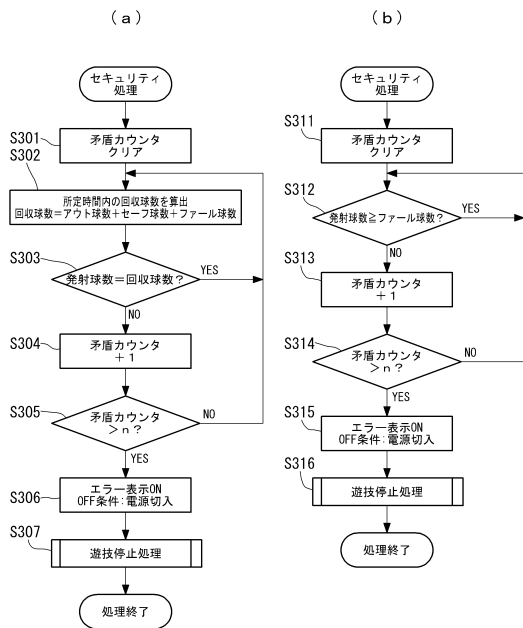 (a)
セキュリティ
処理
S301
矛盾カウンタ
クリア
S302
所定時間内の回収球数を算出
回収球数=アウト球数+セーフ球数+ファール球数
S303
発射球数=回収球数?
YES
NO
S304
矛盾カウンタ
+1
S305
矛盾カウンタ
>n?
NO
YES
S306
エラー表示ON
OFF条件:電源切入
S307
遊技停止処理
処理終了
(b)
セキュリティ
処理
S311
矛盾カウンタ
クリア
S312
発射球数≧ファール球数?
YES
NO
S313
矛盾カウンタ
+1
S314
矛盾カウンタ
>n?
NO
YES
S315
エラー表示ON
OFF条件:電源切入
S316
遊技停止処理
処理終了